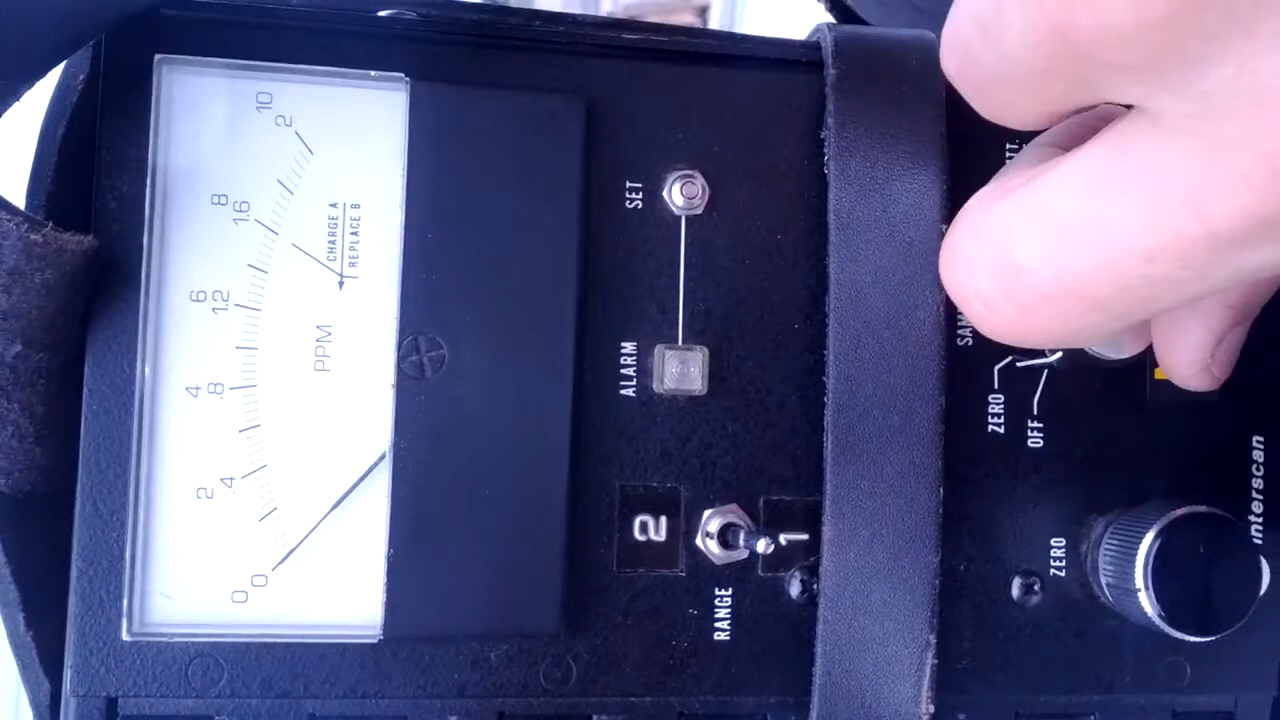 0 2 4 6 8 10
0 .4 .8 1.2 1.6 2
PPM
CHARGE A
REPLACE B
ALARM
SET
RANGE
2
1
ZERO
OFF
ZERO
interscan